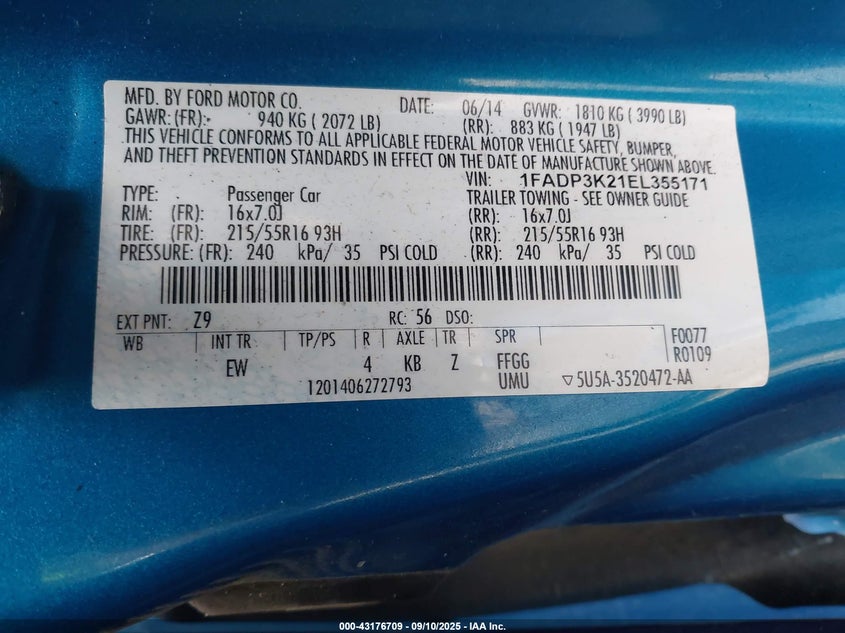 MFD. BY FORD MOTOR CO. DATE: 06/14 GVWR: 1810 KG ( 3990 LB)
GAWR: (FR): 940 KG ( 2072 LB) (RR): 883 KG ( 1947 LB)
THIS VEHICLE CONFORMS TO ALL APPLICABLE FEDERAL MOTOR VEHICLE SAFETY, BUMPER,
AND THEFT PREVENTION STANDARDS IN EFFECT ON THE DATE OF MANUFACTURE SHOWN ABOVE.
VIN: 1FADP3K21EL355171
TYPE: Passenger Car TRAILER TOWING - SEE OWNER GUIDE
RIM: (FR): 16x7.0J (RR): 16x7.0J
TIRE: (FR): 215/55R16 93H (RR): 215/55R16 93H
PRESSURE: (FR): 240 kPa/ 35 PSI COLD (RR): 240 kPa/ 35 PSI COLD
EXT PNT: Z9 RC: 56 DSO:
WB INT TR TP/PS R AXLE TR SPR F0077
EW 4 KB Z FFGG R0109
1201406272793 UMU ▽5U5A-3520472-AA
000-43176709 - 09/10/2025 - IAA Inc.